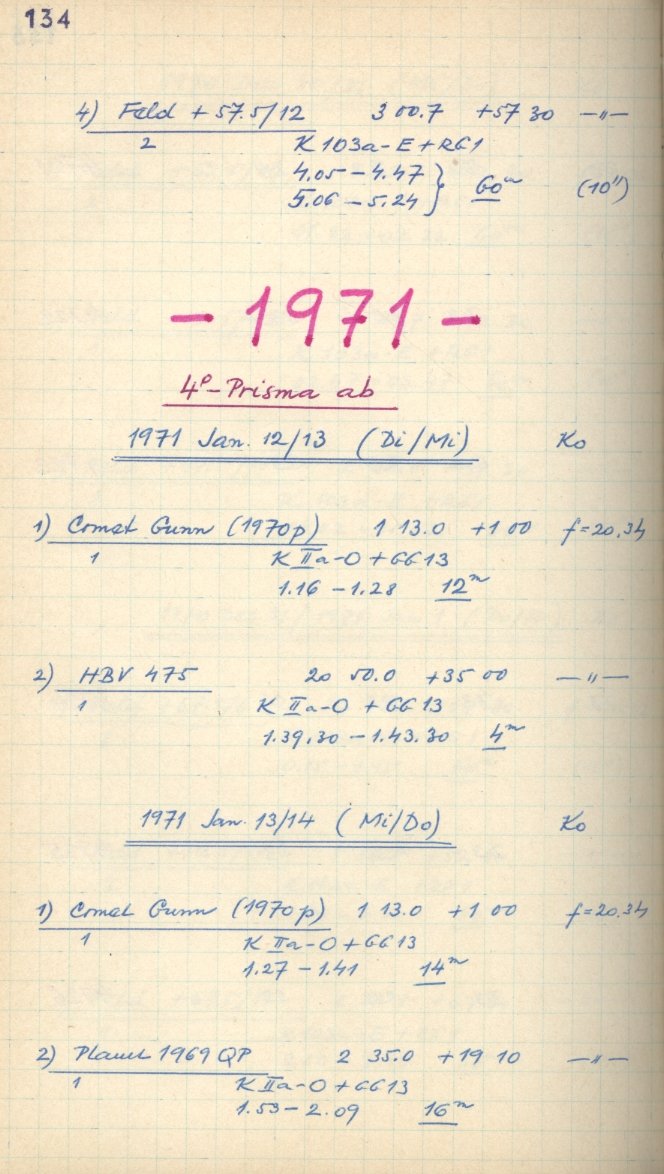 134
4) Feld + 57.5/12 3 00.7 +57 30 —"—
2 K 103a-E + RG1
4.05 – 4.47 } 60m (10")
5.06 – 5.24
- 1971 -
4°-Prisma ab
1971 Jan. 12/13 (Di/Mi) Ko
1) Comet Gunn (1970p) 1 13.0 +1 00 f=20.34
1 K IIa-O + GG13
1.16 – 1.28 12m
2) HBV 475 20 50.0 +35 00 —"—
1 K IIa-O + GG13
1.39.30 – 1.43.30 4m
1971 Jan. 13/14 (Mi/Do) Ko
1) Comet Gunn (1970p) 1 13.0 +1 00 f=20.34
1 K IIa-O + GG13
1.27 – 1.41 14m
2) Planet 1969 QP 2 35.0 +19 10 —"—
1 K IIa-O + GG13
1.53 – 2.09 16m